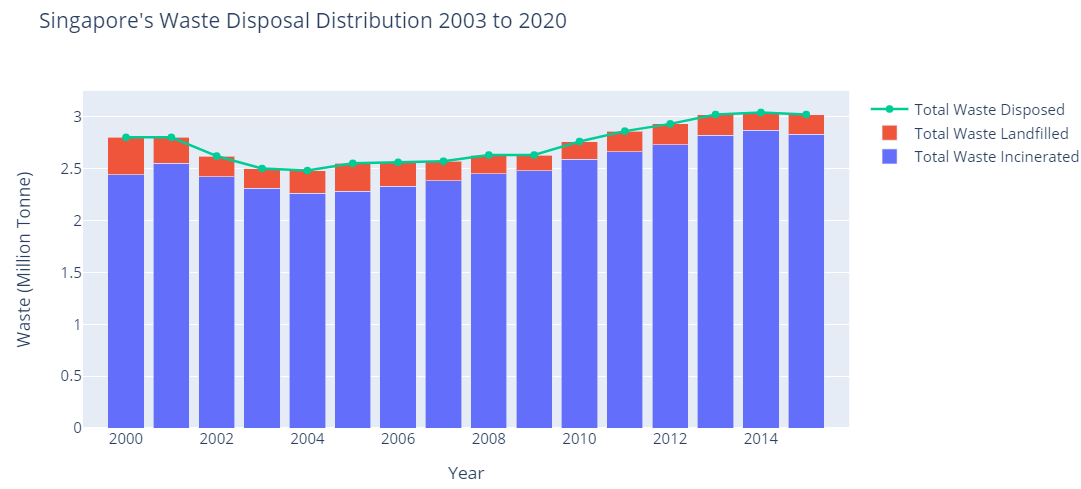 Singapore's Waste Disposal Distribution 2003 to 2020
Total Waste Disposed
Total Waste Landfilled
Total Waste Incinerated
Waste (Million Tonne)
3
2.5
2
1.5
1
0.5
0
2000 2002 2004 2006 2008 2010 2012 2014
Year